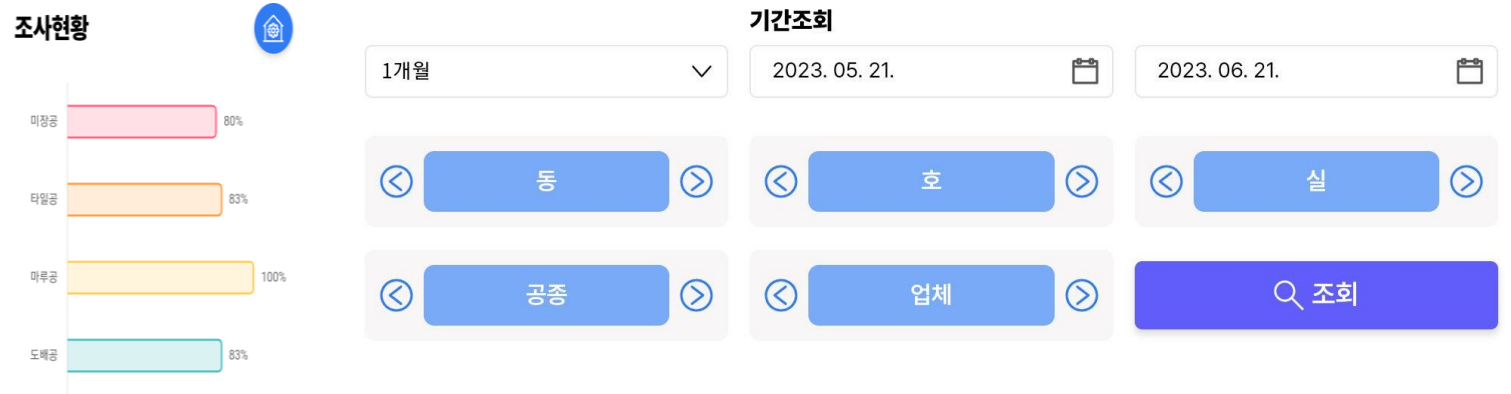 조사현황
미장공 80%
타일공 83%
마루공 100%
도배공 83%
기간조회
1개월 2023. 05. 21. 2023. 06. 21.
동 호 실
공종 업체 조회